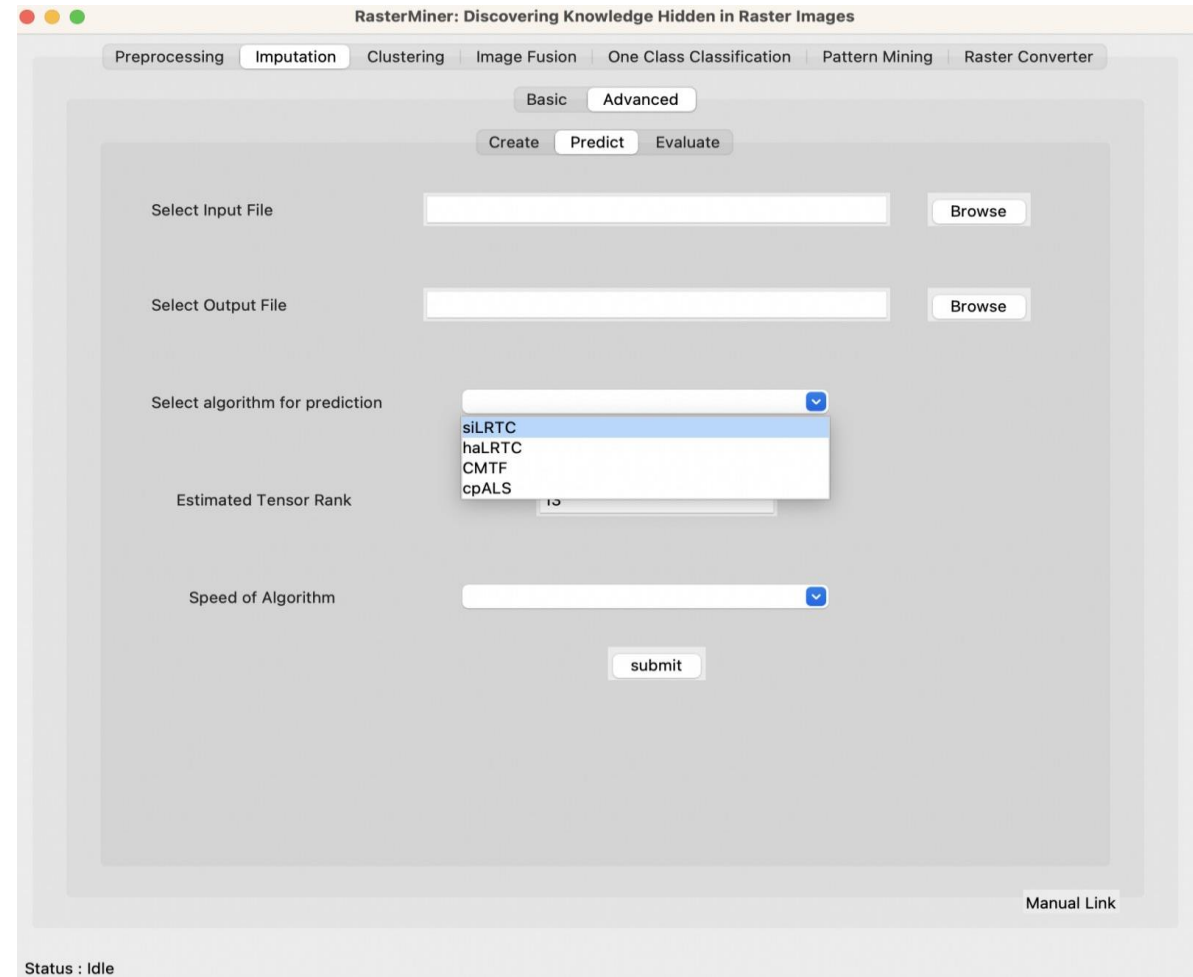 RasterMiner: Discovering Knowledge Hidden in Raster Images
Preprocessing Imputation Clustering Image Fusion One Class Classification Pattern Mining Raster Converter
Basic Advanced
Create Predict Evaluate
Select Input File Browse
Select Output File Browse
Select algorithm for prediction
siLRTC
haLRTC
CMTF
cpALS
Estimated Tensor Rank
Speed of Algorithm
submit
Manual Link
Status : Idle